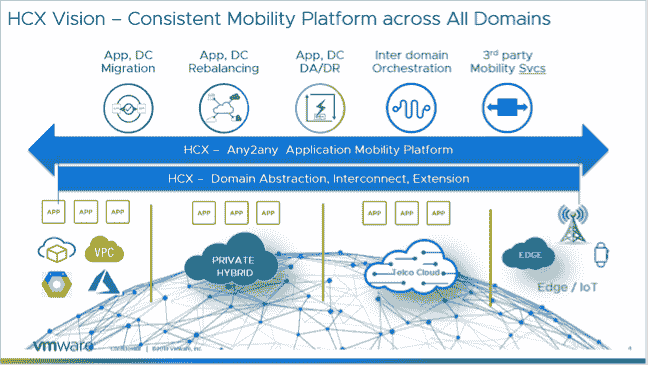 HCX Vision – Consistent Mobility Platform across All Domains
App, DC
Migration
App, DC
Rebalancing
App, DC
DA/DR
Inter domain
Orchestration
3rd party
Mobility Svcs
HCX – Any2any Application Mobility Platform
HCX – Domain Abstraction, Interconnect, Extension
APP APP APP
APP APP APP
APP APP APP
VPC
PRIVATE
HYBRID
Telco Cloud
EDGE
Edge / IoT
vmware
VMware, Inc.